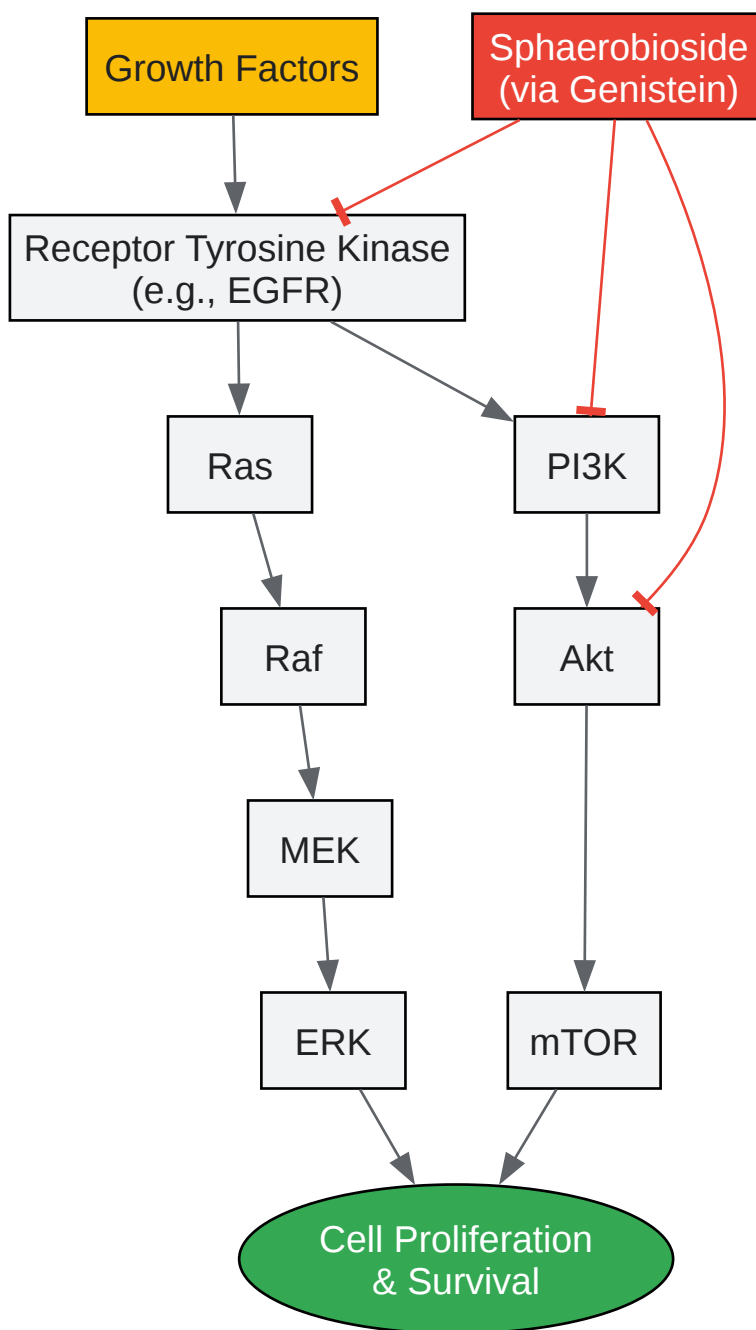 Growth Factors
Sphaerobioside
(via Genistein)
Receptor Tyrosine Kinase
(e.g., EGFR)
Ras
PI3K
Raf
Akt
MEK
ERK
mTOR
Cell Proliferation
& Survival